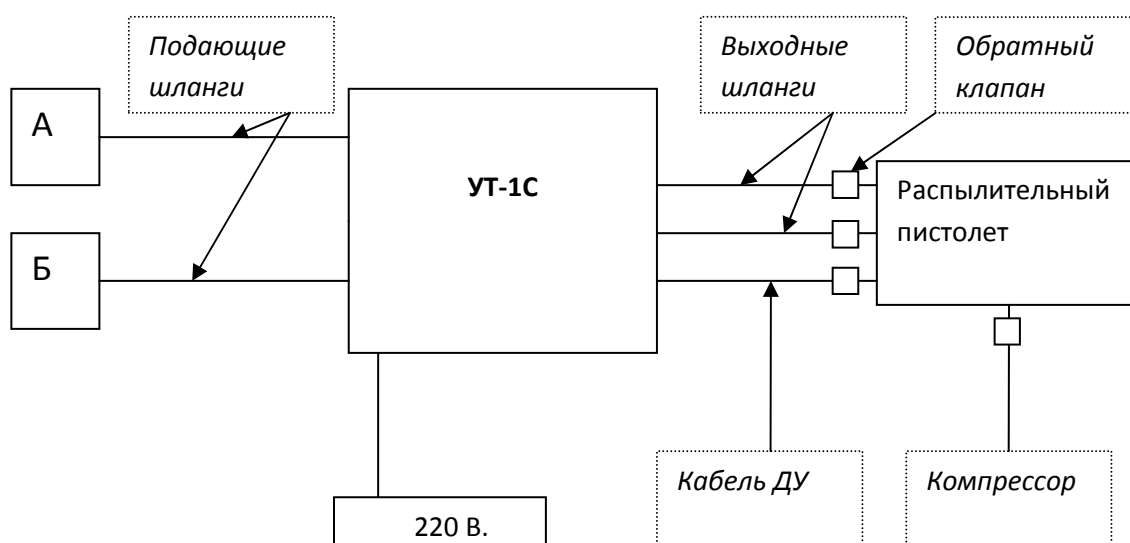 Подающие
шланги
Выходные
шланги
Обратный
клапан
А
УТ-1С
Распылительный
пистолет
Б
Кабель ДУ
Компрессор
220 В.